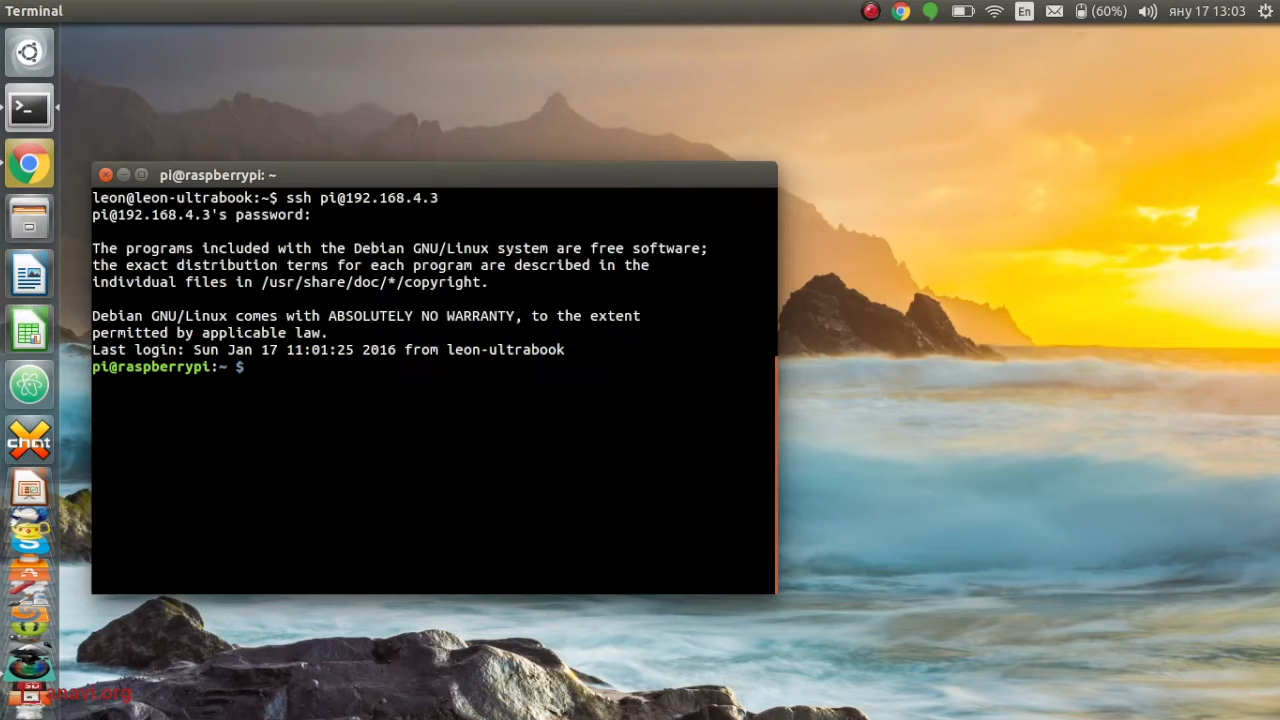 Terminal
En
(60%)
яну 17 13:03
pi@raspberrypi: ~
leon@leon-ultrabook:~$ ssh pi@192.168.4.3
pi@192.168.4.3's password:
The programs included with the Debian GNU/Linux system are free software;
the exact distribution terms for each program are described in the
individual files in /usr/share/doc/*/copyright.
Debian GNU/Linux comes with ABSOLUTELY NO WARRANTY, to the extent
permitted by applicable law.
Last login: Sun Jan 17 11:01:25 2016 from leon-ultrabook
pi@raspberrypi:~ $
chat